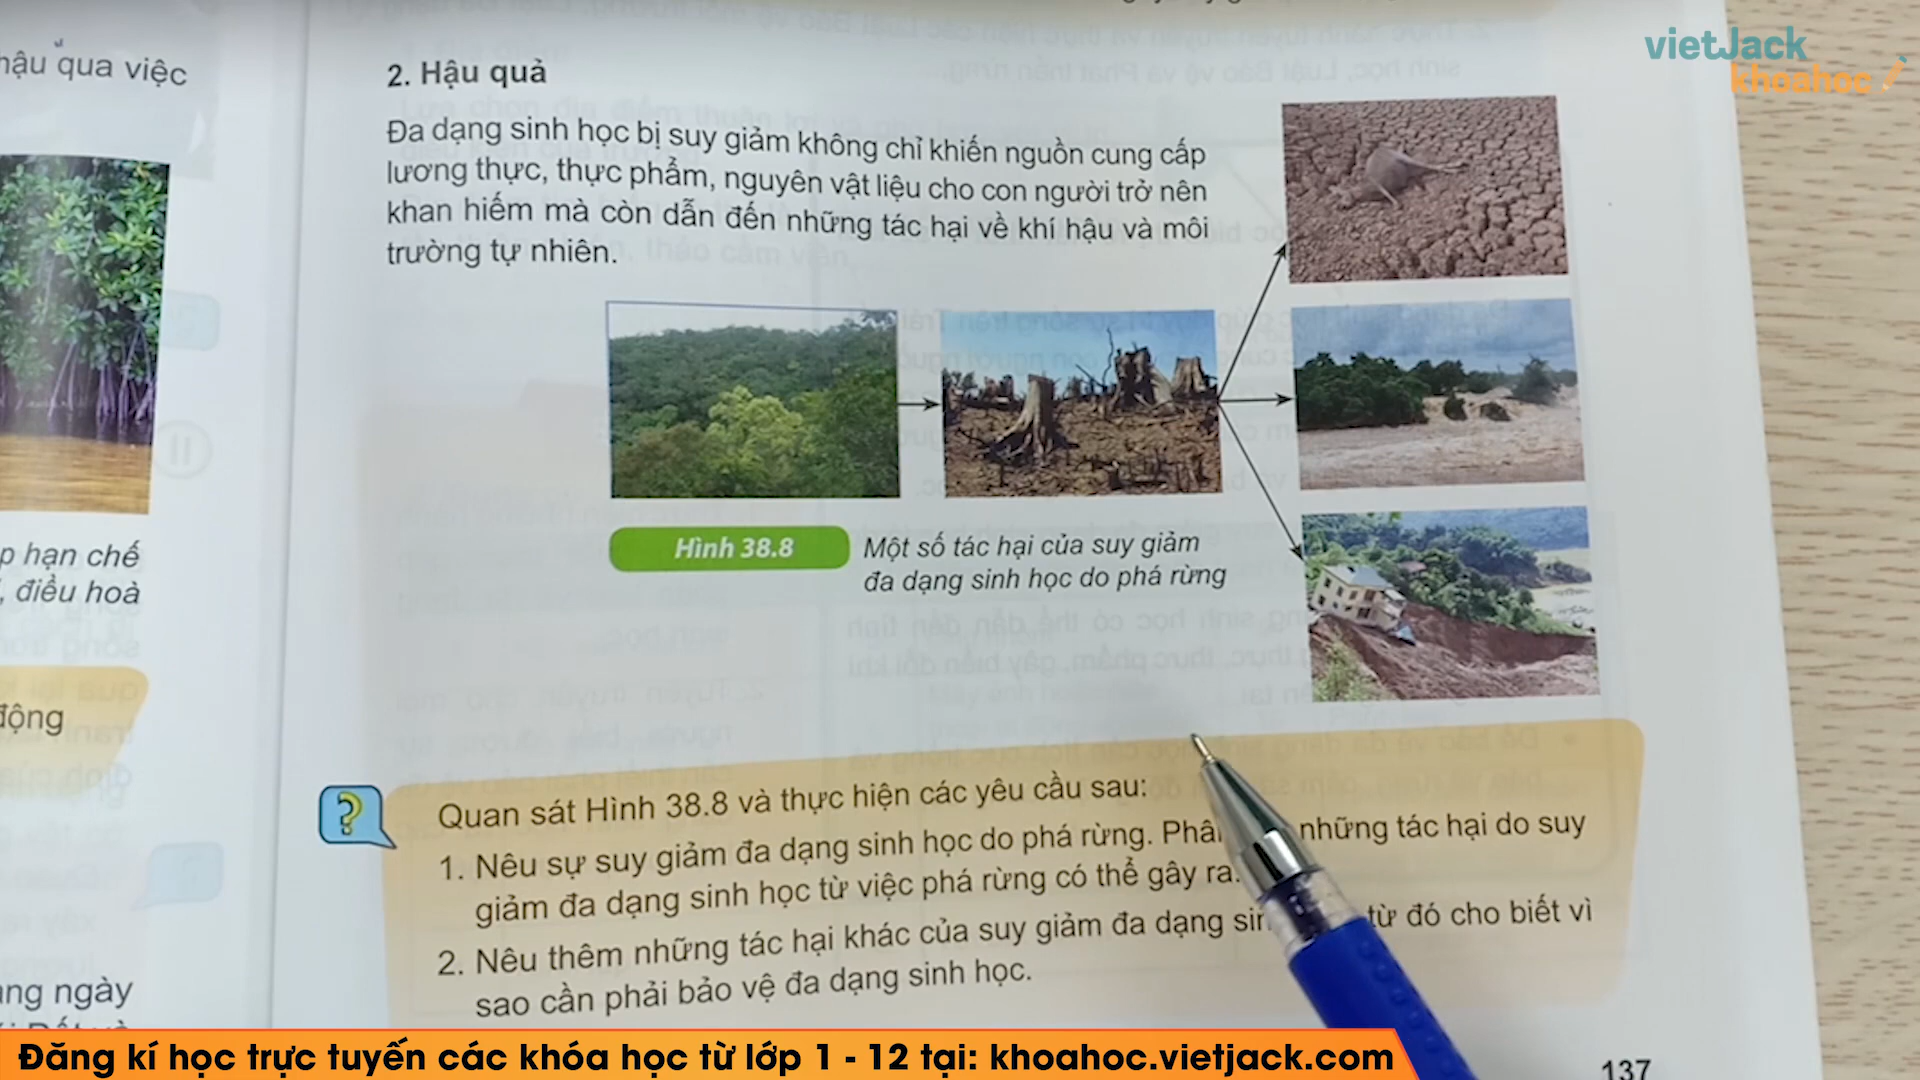 vietJack
khoahoc
hậu quả việc
2. Hậu quả
Đa dạng sinh học bị suy giảm không chỉ khiến nguồn cung cấp
lương thực, thực phẩm, nguyên vật liệu cho con người trở nên
khan hiếm mà còn dẫn đến những tác hại về khí hậu và môi
trường tự nhiên.
Hình 38.8
Một số tác hại của suy giảm
đa dạng sinh học do phá rừng
hạn chế
, điều hoà
động
Quan sát Hình 38.8 và thực hiện các yêu cầu sau:
1. Nêu sự suy giảm đa dạng sinh học do phá rừng. những tác hại do suy
giảm đa dạng sinh học từ việc phá rừng có thể gây ra.
2. Nêu thêm những tác hại khác của suy giảm đa dạng từ đó cho biết vì
sao cần phải bảo vệ đa dạng sinh học.
ngày
Đăng kí học trực tuyến các khóa học từ lớp 1 - 12 tại: khoahoc.vietjack.com
137